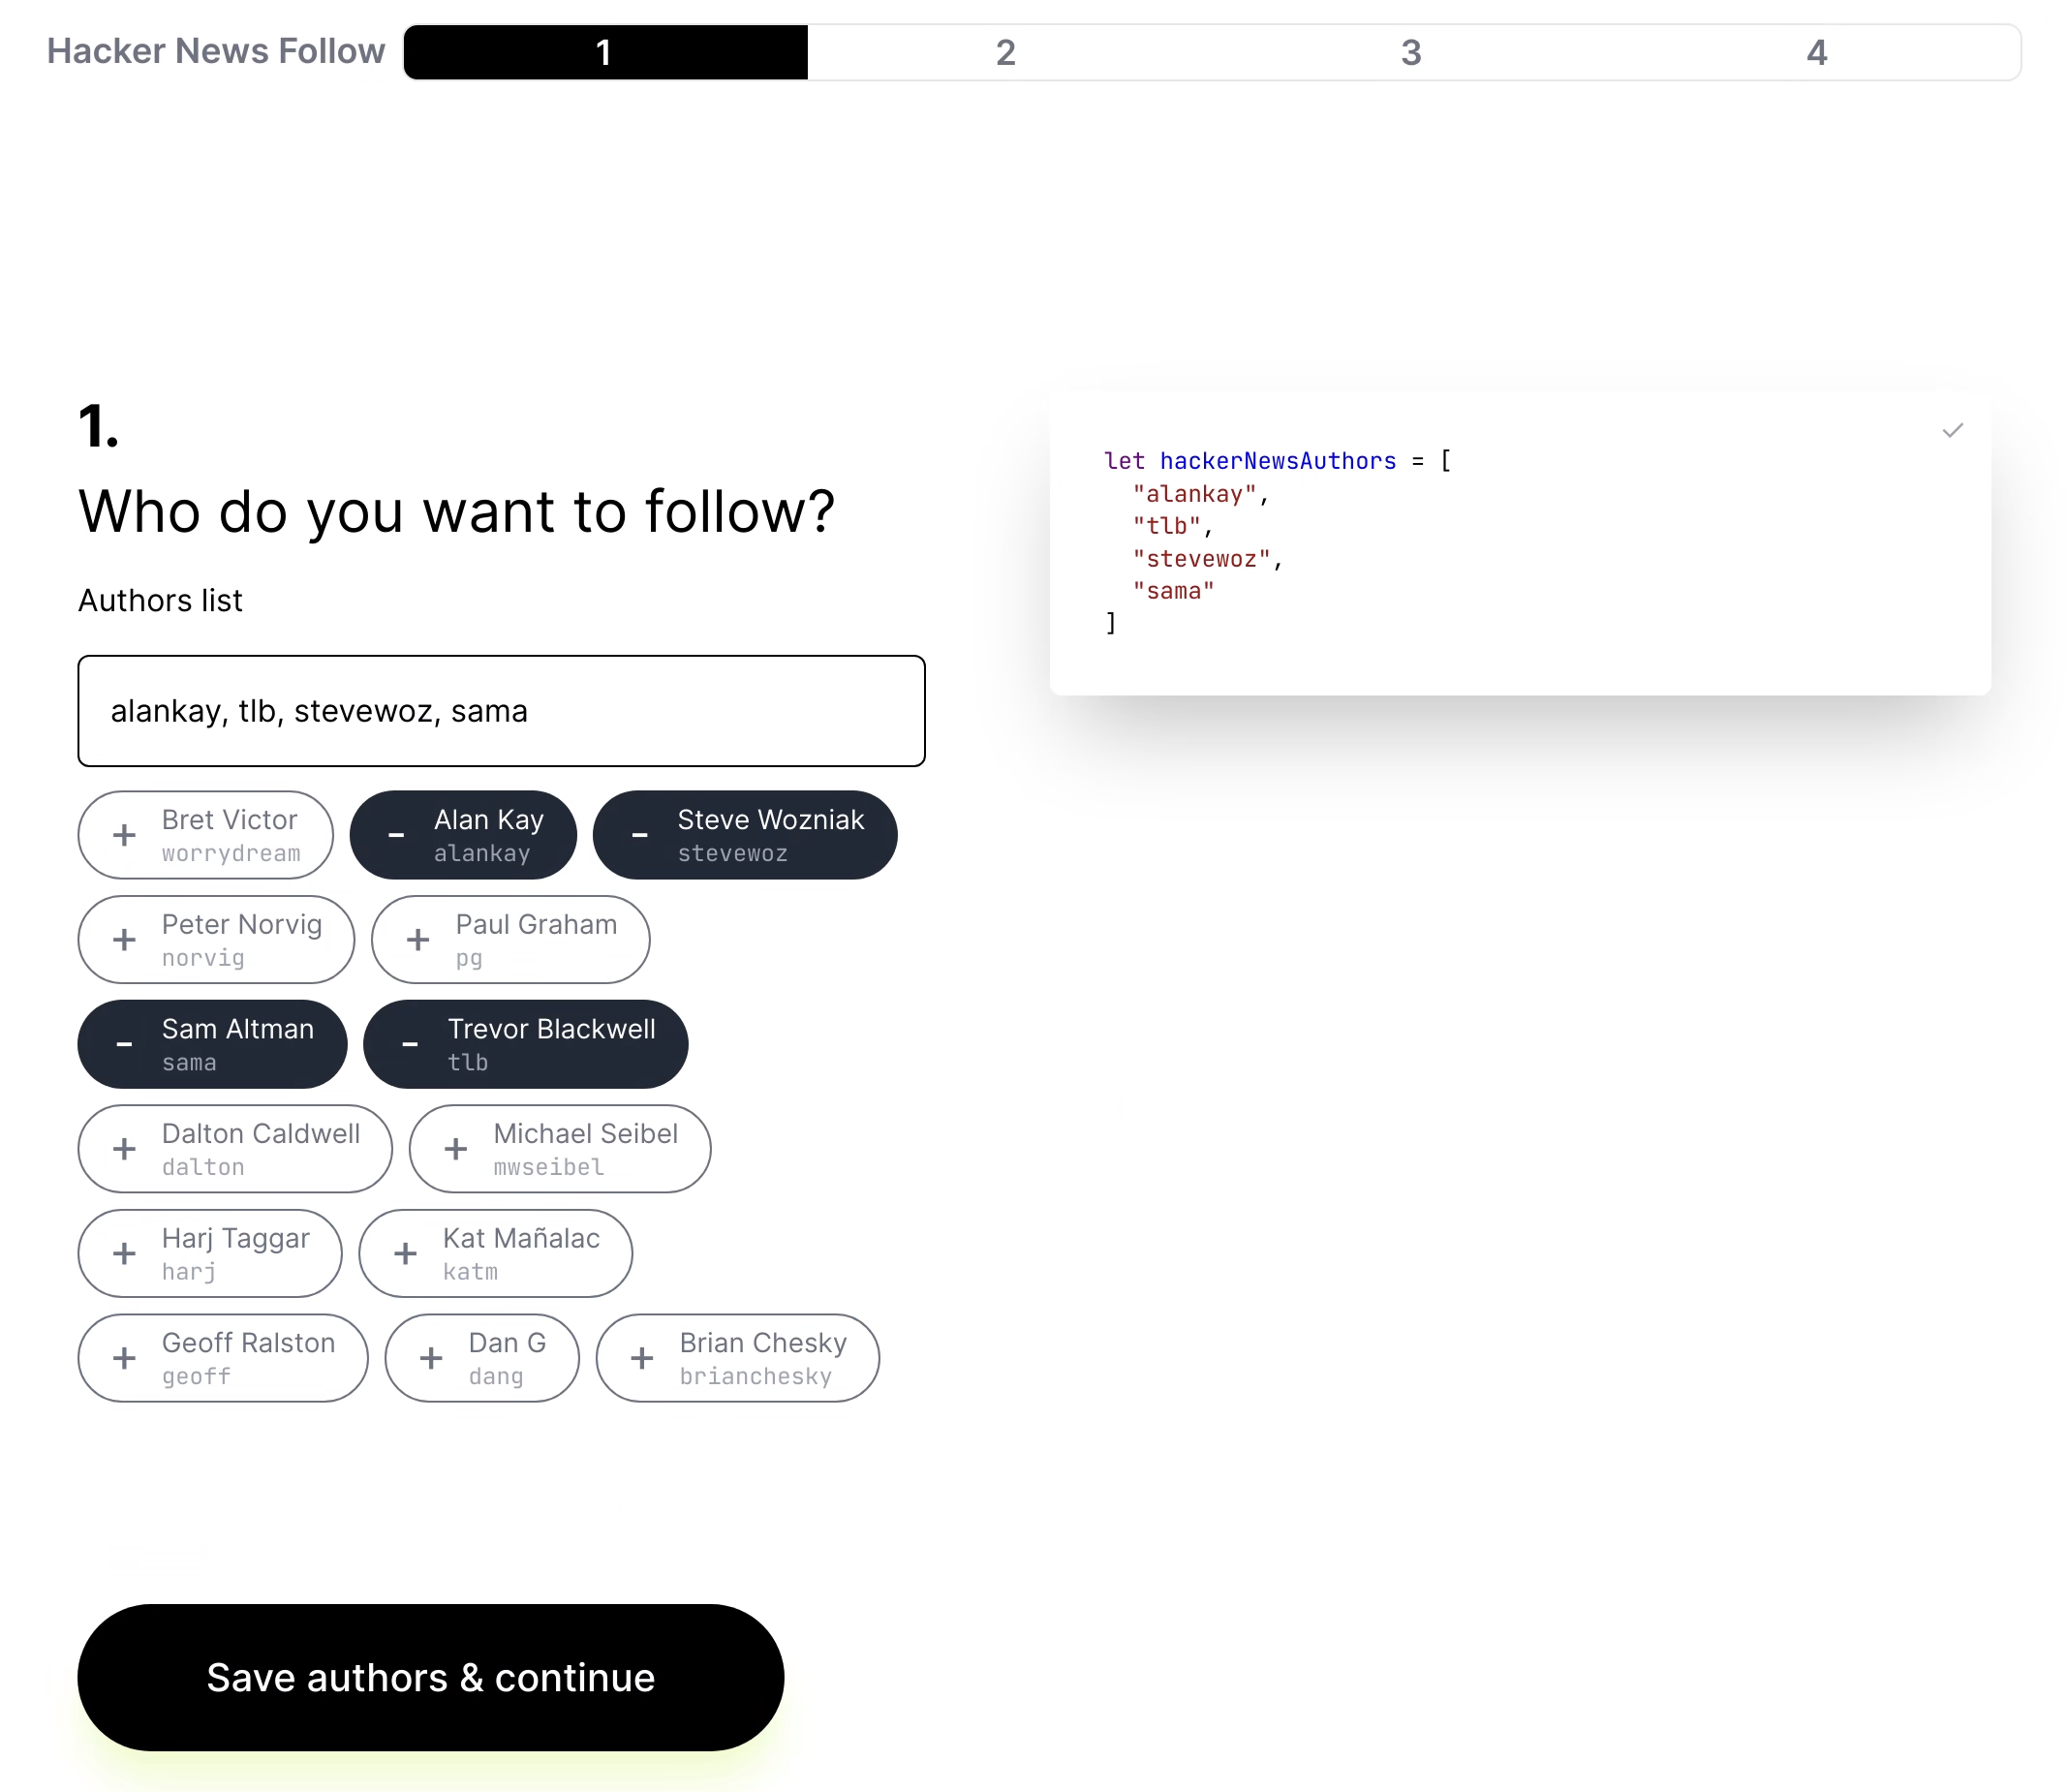 Hacker News Follow 1 2 3 4
1.
Who do you want to follow?
Authors list
alankay, tlb, stevewoz, sama
+ Bret Victor
worrydream
- Alan Kay
alankay
- Steve Wozniak
stevewoz
+ Peter Norvig
norvig
+ Paul Graham
pg
- Sam Altman
sama
- Trevor Blackwell
tlb
+ Dalton Caldwell
dalton
+ Michael Seibel
mwseibel
+ Harj Taggar
harj
+ Kat Mañalac
katm
+ Geoff Ralston
geoff
+ Dan G
dang
+ Brian Chesky
brianchesky
Save authors & continue
let hackerNewsAuthors = [
  "alankay",
  "tlb",
  "stevewoz",
  "sama"
]